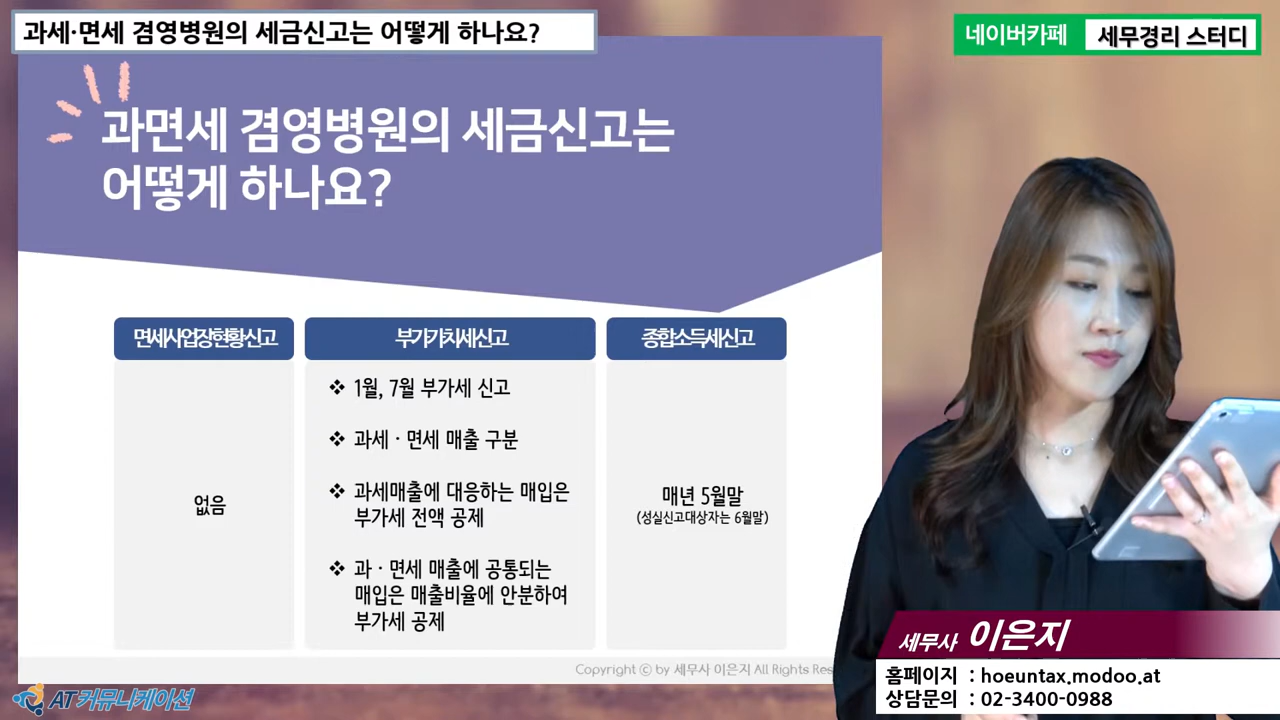 과세·면세 겸영병원의 세금신고는 어떻게 하나요?
네이버카페 세무경리 스터디
과면세 겸영병원의 세금신고는
어떻게 하나요?
면세사업장현황신고
없음
부가가치세신고
❖ 1월, 7월 부가세 신고
❖ 과세 · 면세 매출 구분
❖ 과세매출에 대응하는 매입은
부가세 전액 공제
❖ 과 · 면세 매출에 공통되는
매입은 매출비율에 안분하여
부가세 공제
종합소득세신고
매년 5월말
(성실신고대상자는 6월말)
Copyright ⓒ by 세무사 이은지 All Rights Res
세무사 이은지
홈페이지 : hoeuntax.modoo.at
상담문의 : 02-3400-0988
AT커뮤니케이션